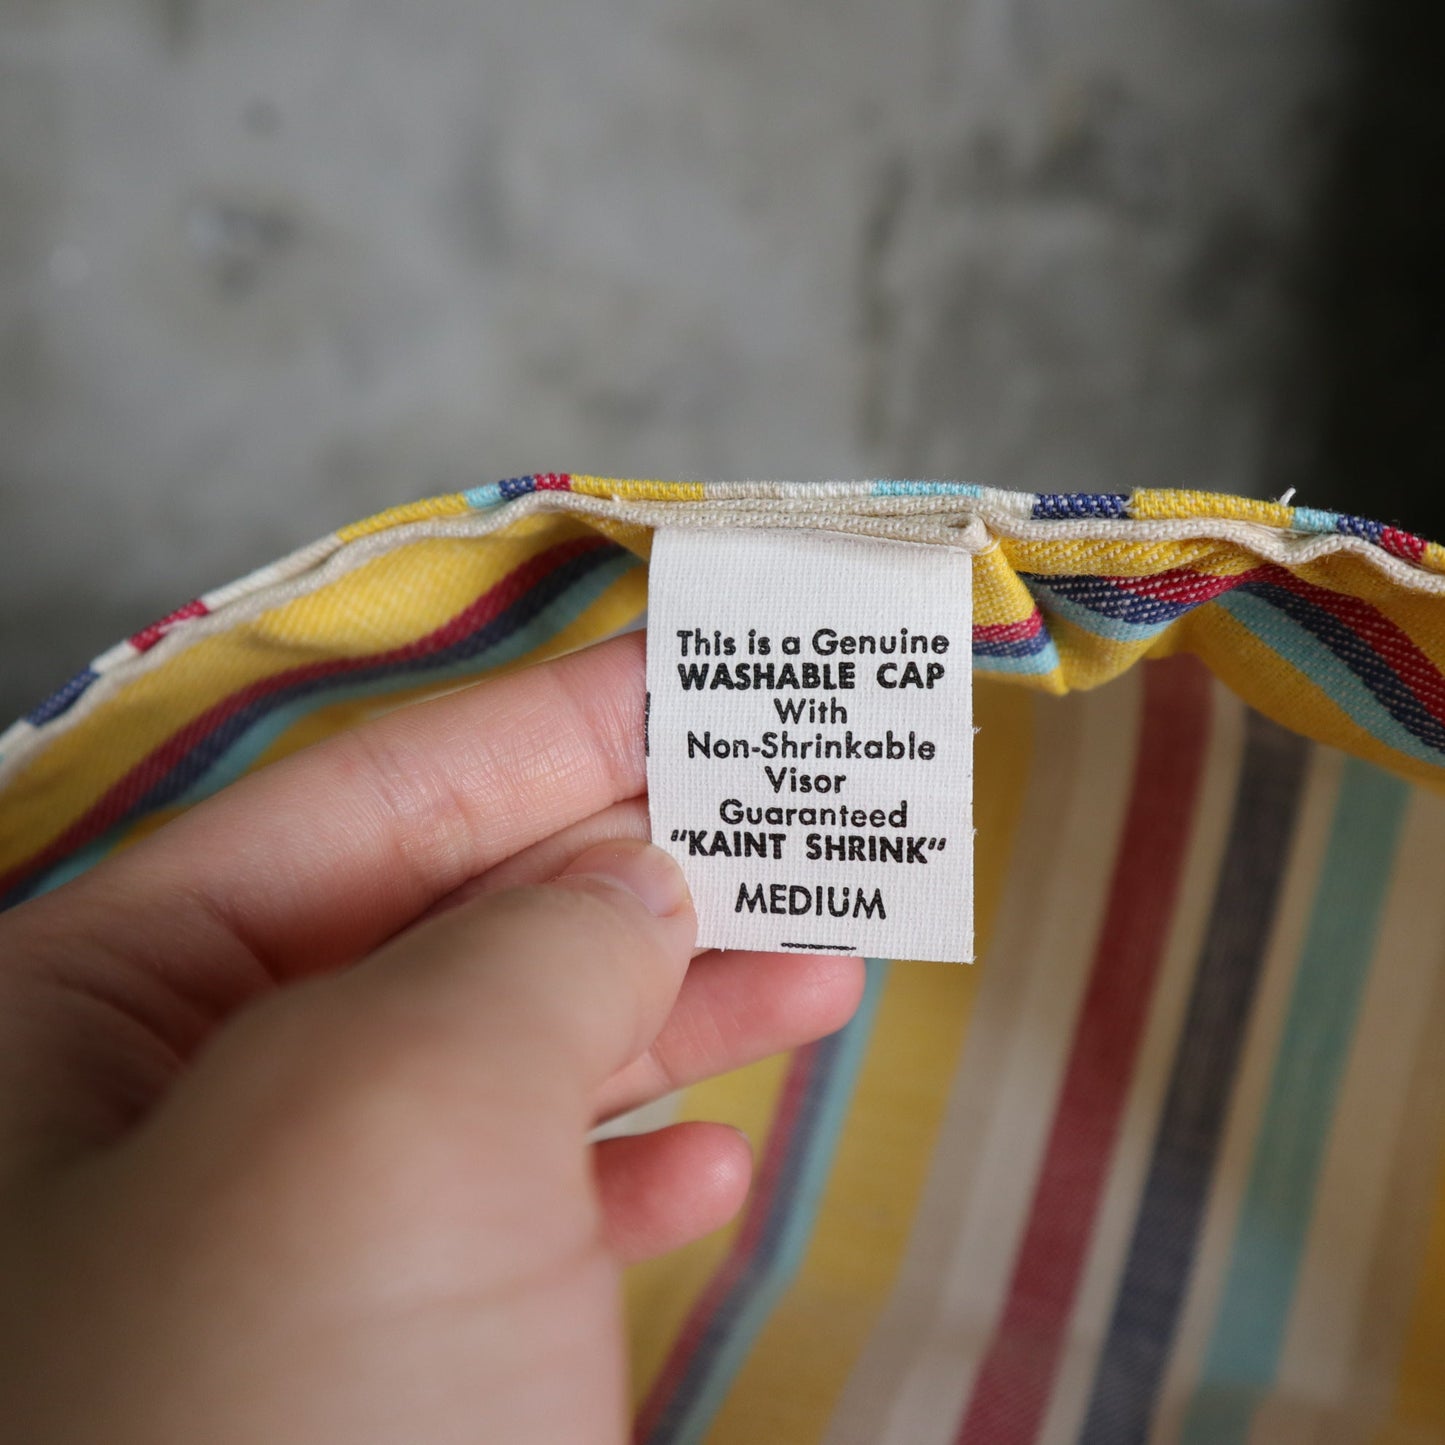 This is a Genuine
WASHABLE CAP
With
Non-Shrinkable
Visor
Guaranteed
"KAINT SHRINK"
MEDIUM